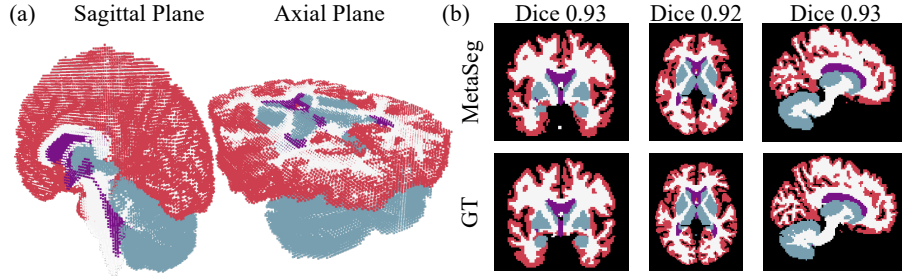 (a) Sagittal Plane Axial Plane
(b) Dice 0.93 Dice 0.92 Dice 0.93
MetaSeg
GT